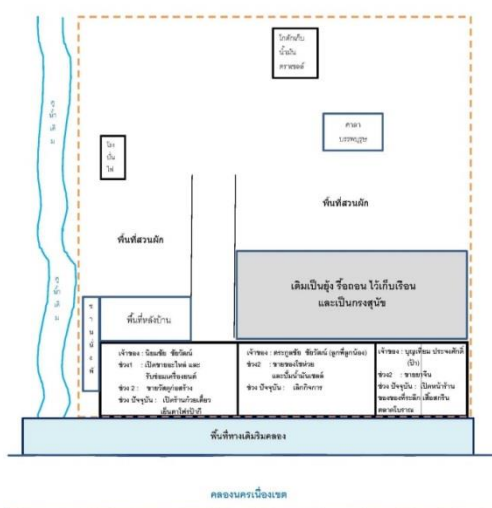 โกดักเก็บ
น้ำมัน
ตราเชลล์
ศาลา
บรรพบุรุษ
โรง
ปั่น
ไฟ
พื้นที่สวนผัก
พื้นที่สวนผัก
เดิมเป็นยุ้ง รื้อถอน ไว้เก็บเรือน
และเป็นกรงสุนัข
พื้นที่หลังบ้าน
เจ้าของ : นิยมชัย ชัยวัฒน์
ช่วง1 : เปิดขายอะไหล่ และ
รับซ่อมเครื่องยนต์
ช่วง 2 : ขายวัสดุก่อสร้าง
ช่วง ปัจจุบัน : เปิดร้านก๋วยเตี๋ยว
เย็นตาโฟ
เจ้าของ : ตระกูลชัย ชัยวัฒน์ (ลูกพี่ลูกน้อง)
ช่วง2 : ขายของโชห่วย
และปั๊มน้ำมันเชลล์
ช่วง ปัจจุบัน : เลิกกิจการ
เจ้าของ : บุญเทียม ประจงศักดิ์
(ป้า)
ช่วง2 : ขายยาจีน
ช่วง ปัจจุบัน : เปิดหน้าร้าน
ขายของที่ระลึก เสื้อสกรีน
ตลาดโบราณ
พื้นที่ทางเดินริมคลอง
คลองนครเนื่องเขต